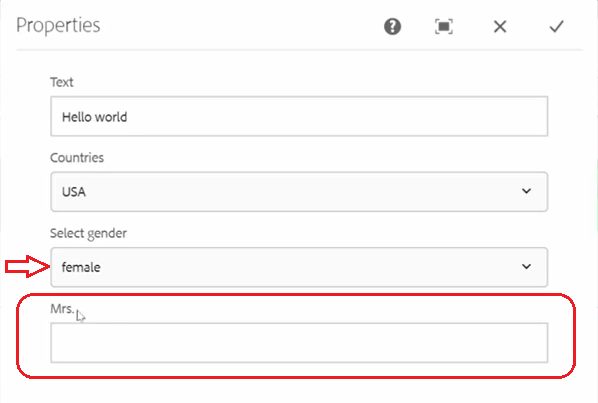 Properties
Text
Hello world
Countries
USA
Select gender
female
Mrs.